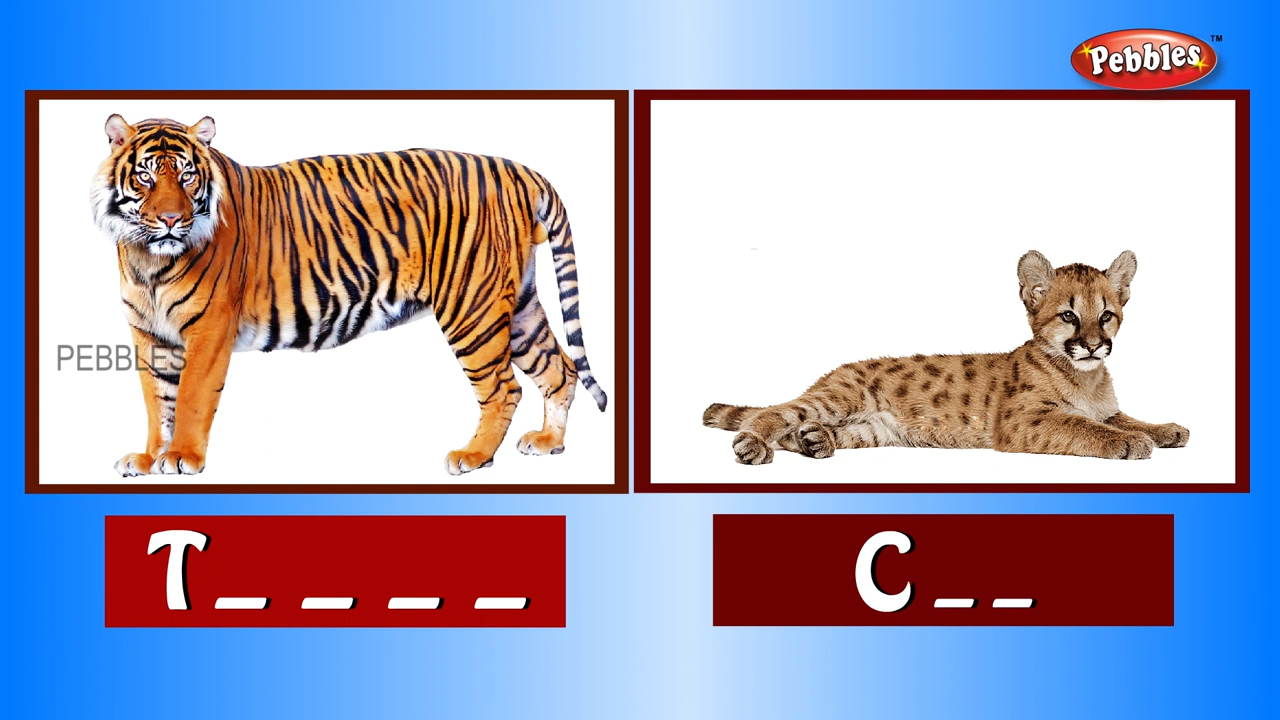 Pebbles™
PEBBLES
T_ _ _ _
C_ _